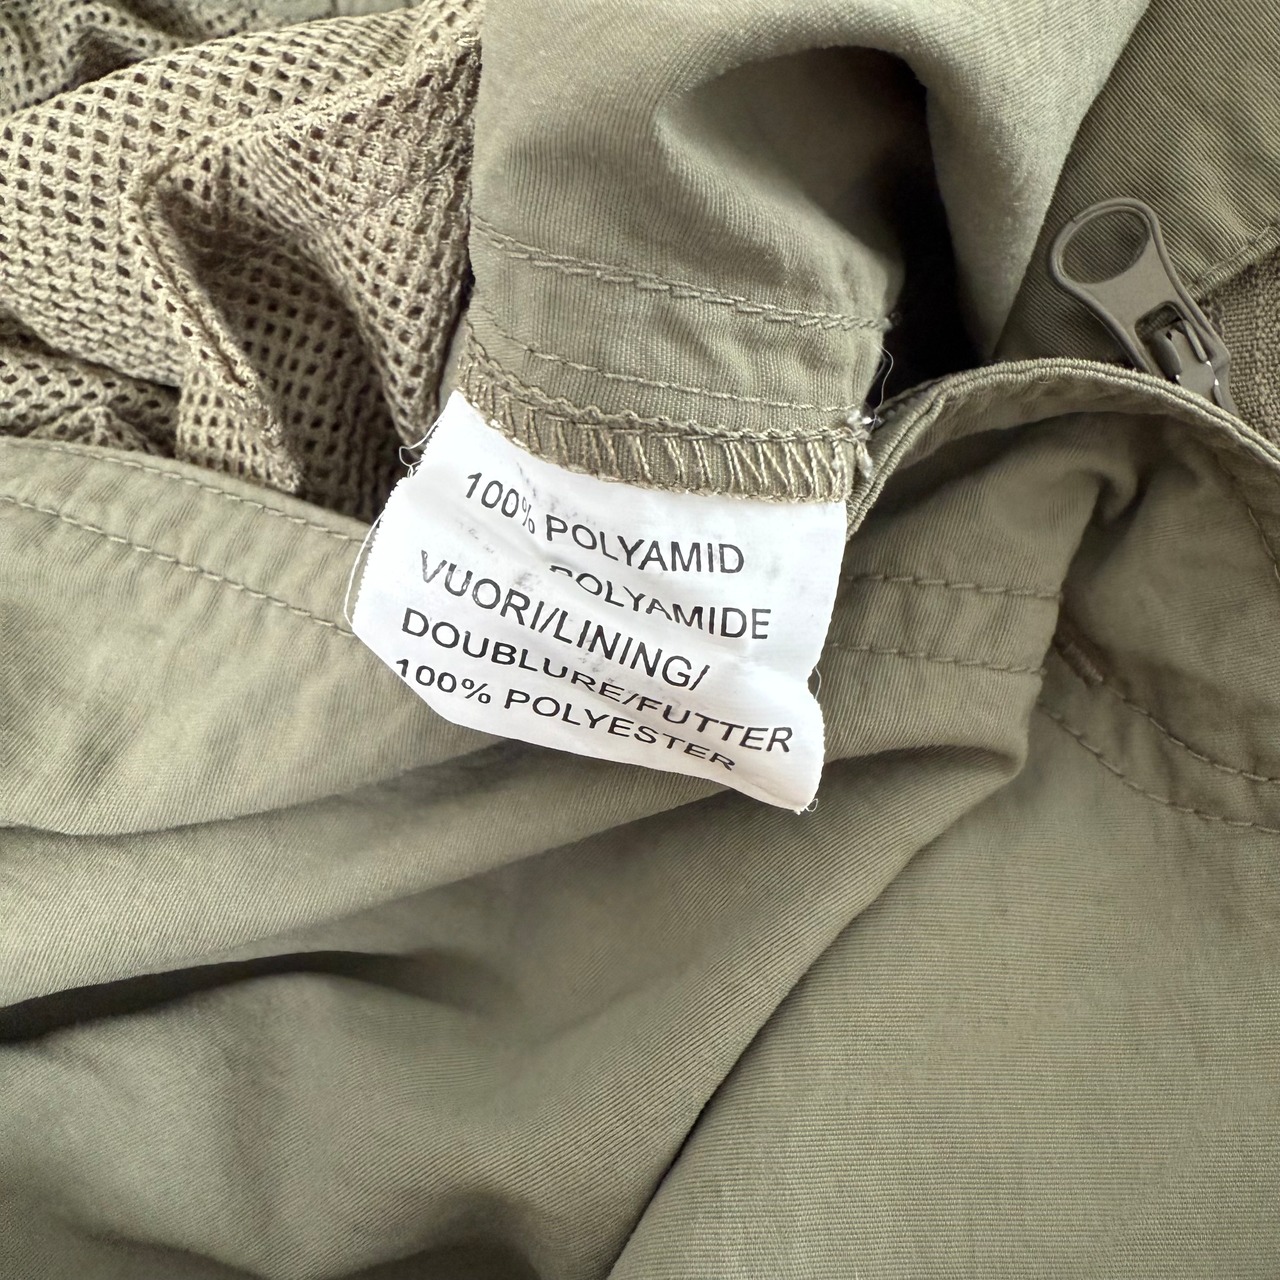 100% POLYAMID
POLYAMIDE
VUORI/LINING/
DOUBLURE/FUTTER
100% POLYESTER